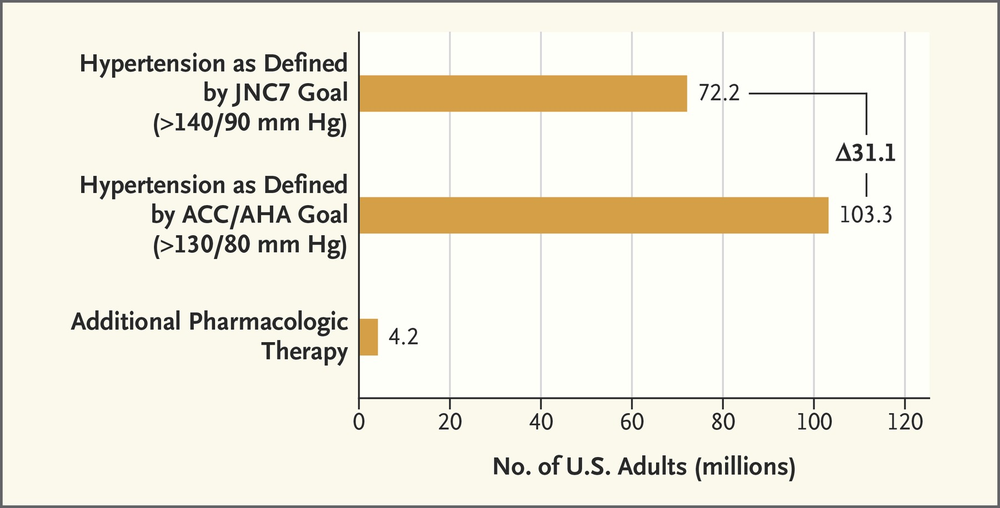 Hypertension as Defined
by JNC7 Goal
(>140/90 mm Hg)
72.2
Δ31.1
Hypertension as Defined
by ACC/AHA Goal
(>130/80 mm Hg)
103.3
Additional Pharmacologic
Therapy
4.2
0 20 40 60 80 100 120
No. of U.S. Adults (millions)